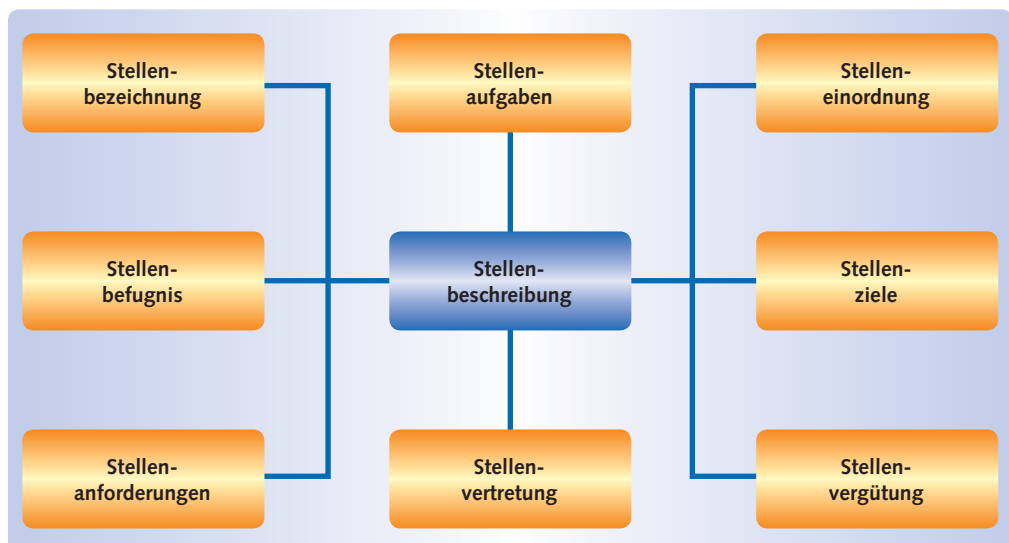 Stellen-
bezeichnung
Stellen-
aufgaben
Stellen-
einordnung
Stellen-
befugnis
Stellen-
beschreibung
Stellen-
ziele
Stellen-
anforderungen
Stellen-
vertretung
Stellen-
vergütung